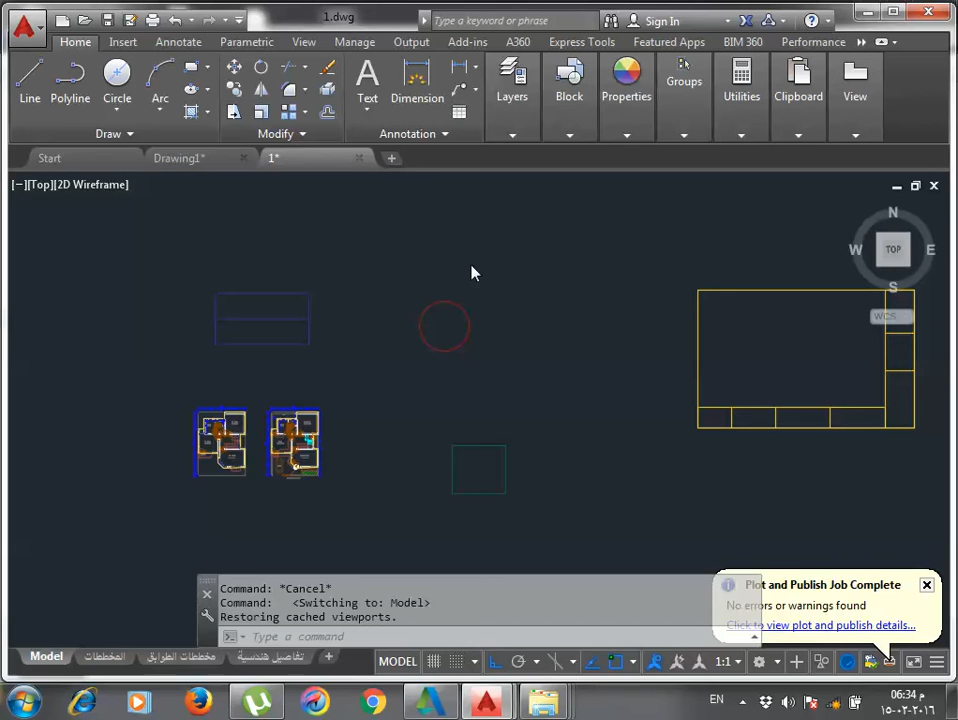 1.dwg
Type a keyword or phrase
Sign In
Home Insert Annotate Parametric View Manage Output Add-ins A360 Express Tools Featured Apps BIM 360 Performance
Line Polyline Circle Arc Text Dimension Layers Block Properties Groups Utilities Clipboard View
Draw Modify Annotation
Start Drawing1* 1*
[−][Top][2D Wireframe]
N
W TOP E
S
WCS
Command: *Cancel*
Command: <Switching to: Model>
Restoring cached viewports.
Type a command
Plot and Publish Job Complete
No errors or warnings found
Click to view plot and publish details...
Model المخططات مخططات الطوابق تفاصيل هندسية
MODEL 1:1
EN
06:34 م
١٥-٠٢-٢٠١٦